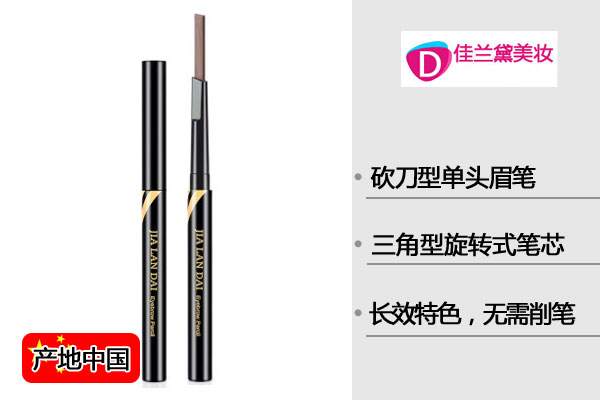 佳兰黛美妆
D
砍刀型单头眉笔
三角型旋转式笔芯
长效特色，无需削笔
JIA LAN DAI
Eyebrow Pencil
JIA LAN DAI
Eyebrow Pencil
产地中国